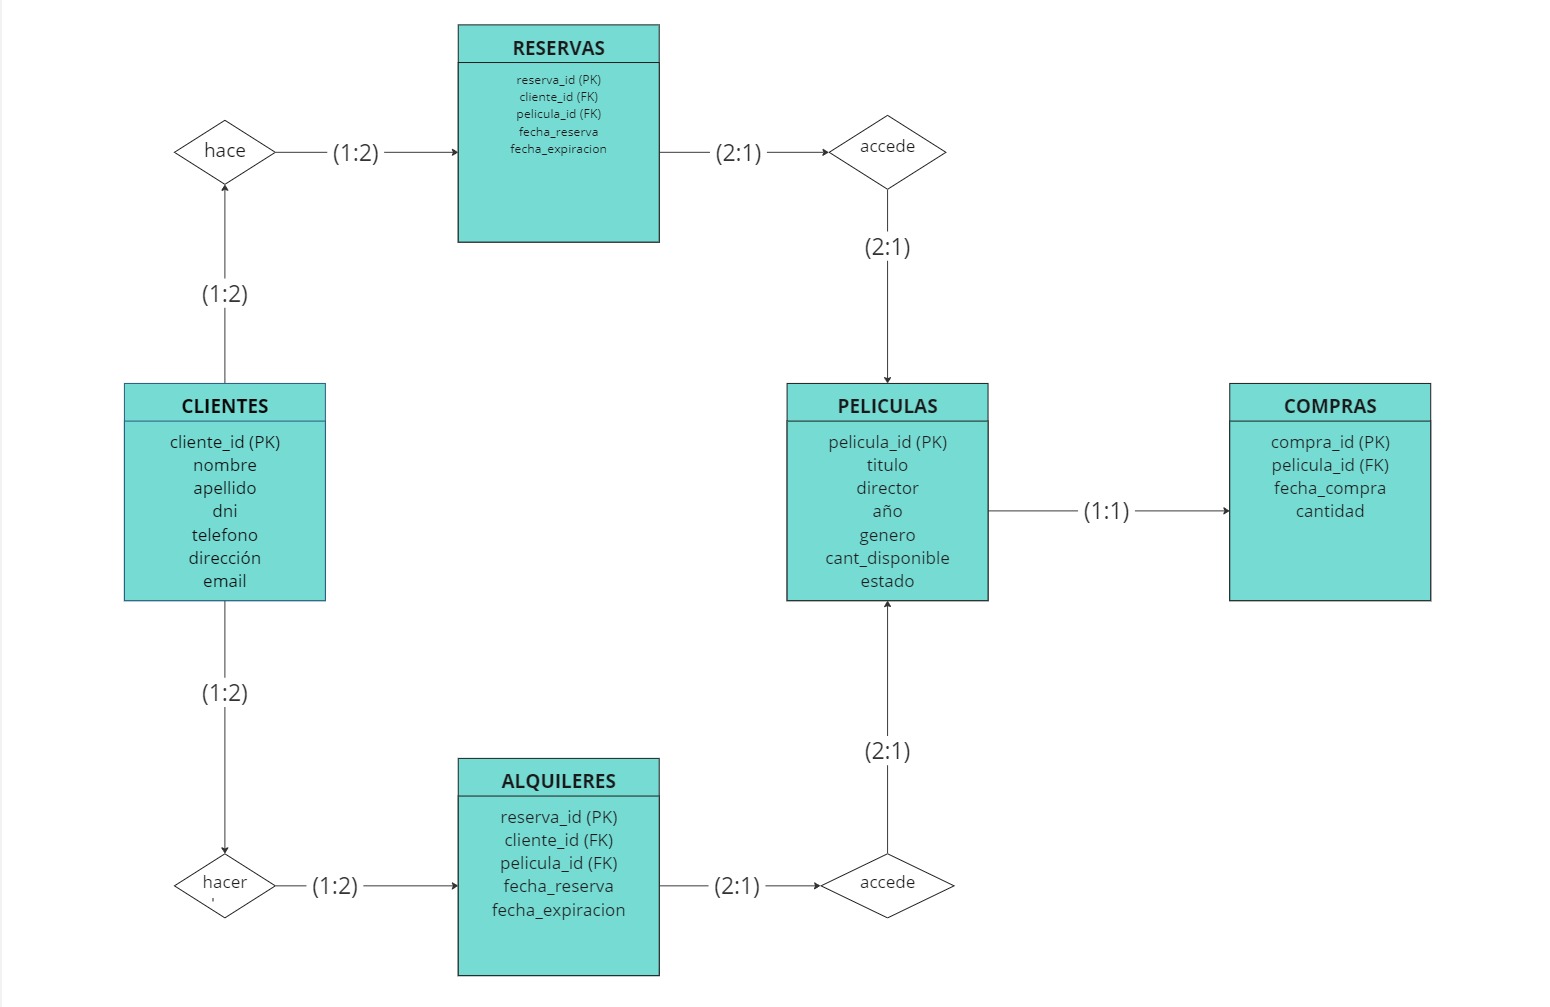 RESERVAS
reserva_id (PK)
cliente_id (FK)
pelicula_id (FK)
fecha_reserva
fecha_expiracion
hace
(1:2)
(2:1)
accede
(1:2)
(2:1)
CLIENTES
cliente_id (PK)
nombre
apellido
dni
telefono
dirección
email
PELICULAS
pelicula_id (PK)
titulo
director
año
genero
cant_disponible
estado
(1:1)
COMPRAS
compra_id (PK)
pelicula_id (FK)
fecha_compra
cantidad
(1:2)
(2:1)
hacer
,
(1:2)
ALQUILERES
reserva_id (PK)
cliente_id (FK)
pelicula_id (FK)
fecha_reserva
fecha_expiracion
(2:1)
accede